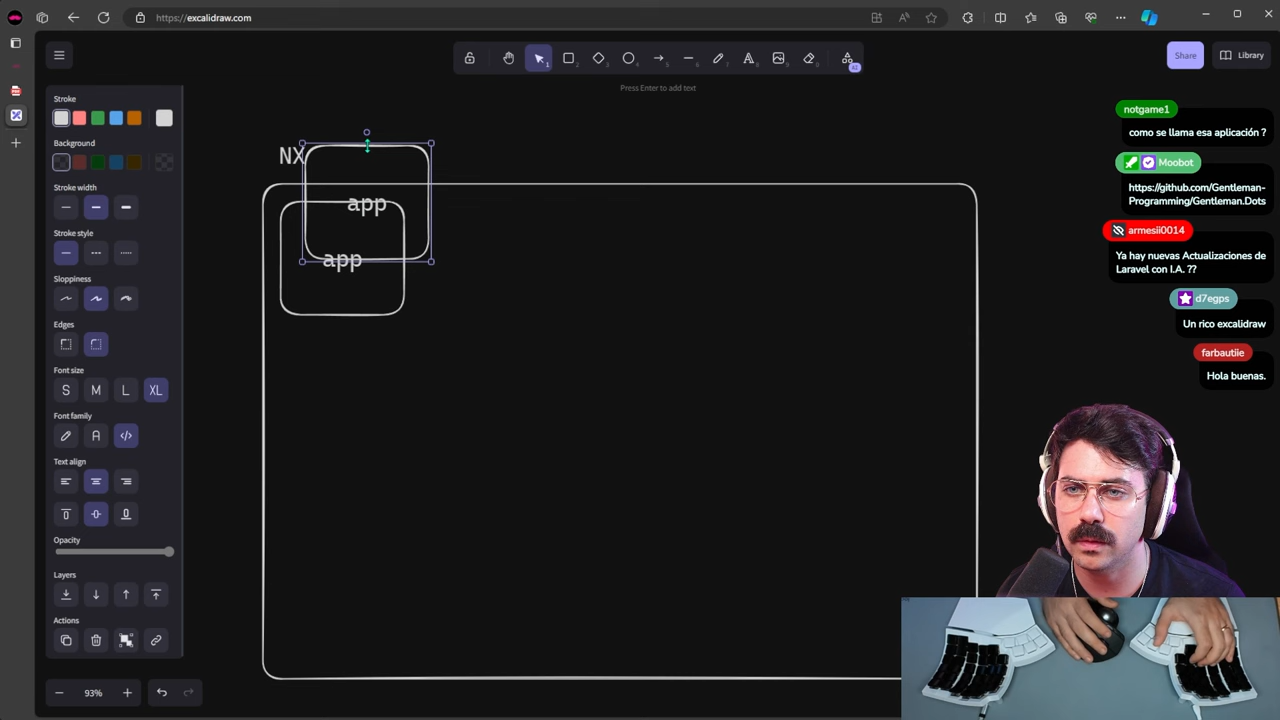 https://excalidraw.com
Share
Library
Press Enter to add text
Stroke
Background
Stroke width
Stroke style
Sloppiness
Edges
Font size
S
M
L
XL
Font family
A
Text align
Opacity
Layers
Actions
93%
NX
app
app
notgame1
como se llama esa aplicación ?
Moobot
https://github.com/Gentleman-
Programming/Gentleman.Dots
armesii0014
Ya hay nuevas Actualizaciones de
Laravel con I.A. ??
d7egps
Un rico excalidraw
farbautiie
Hola buenas.